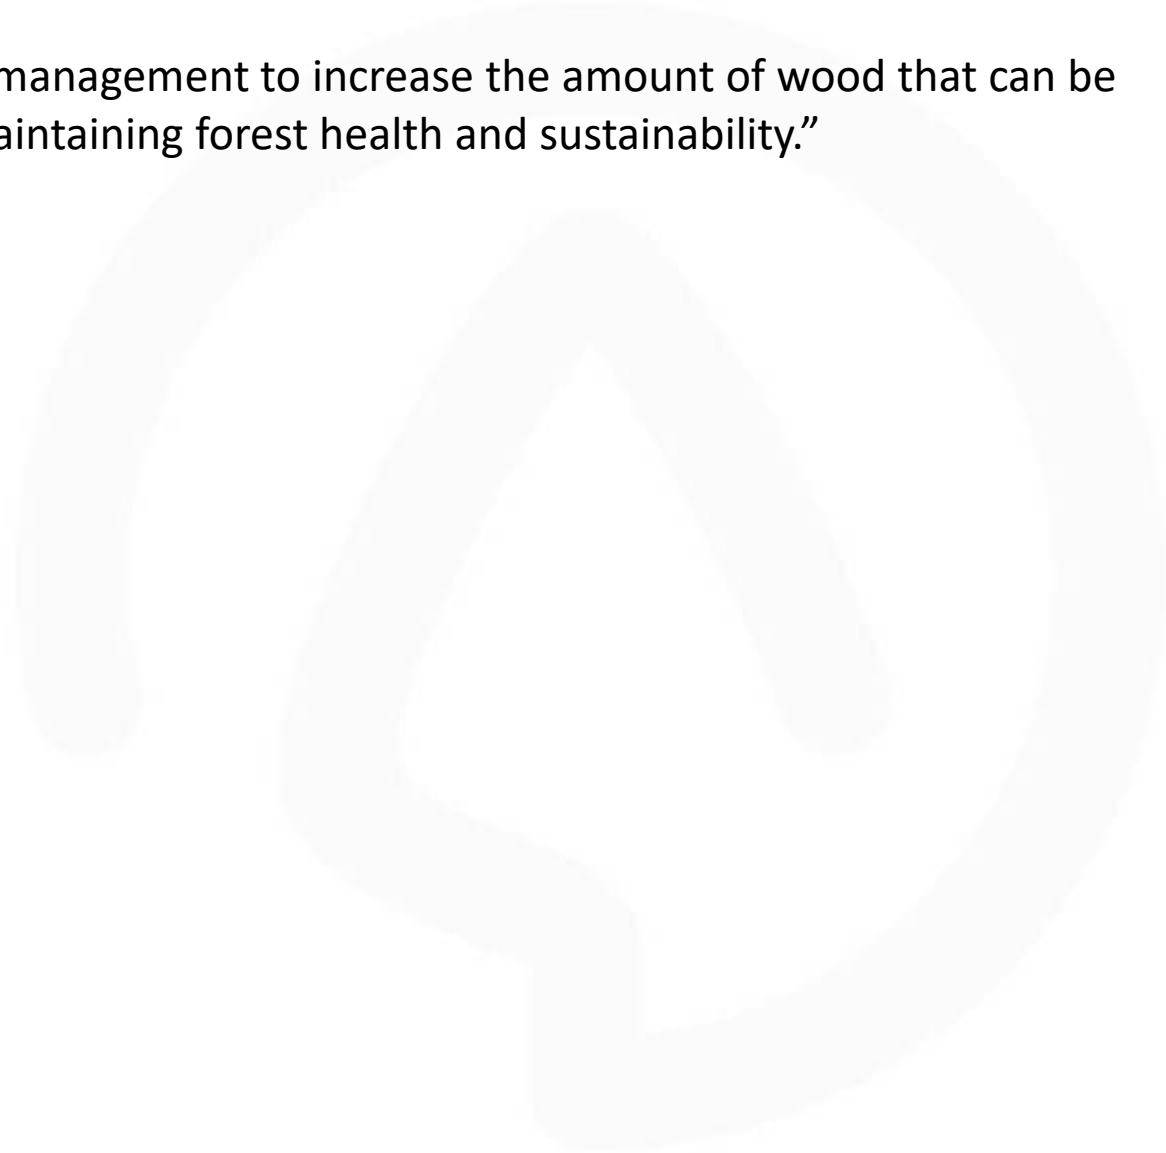 management to increase the amount of wood that can be
aintaining forest health and sustainability.”